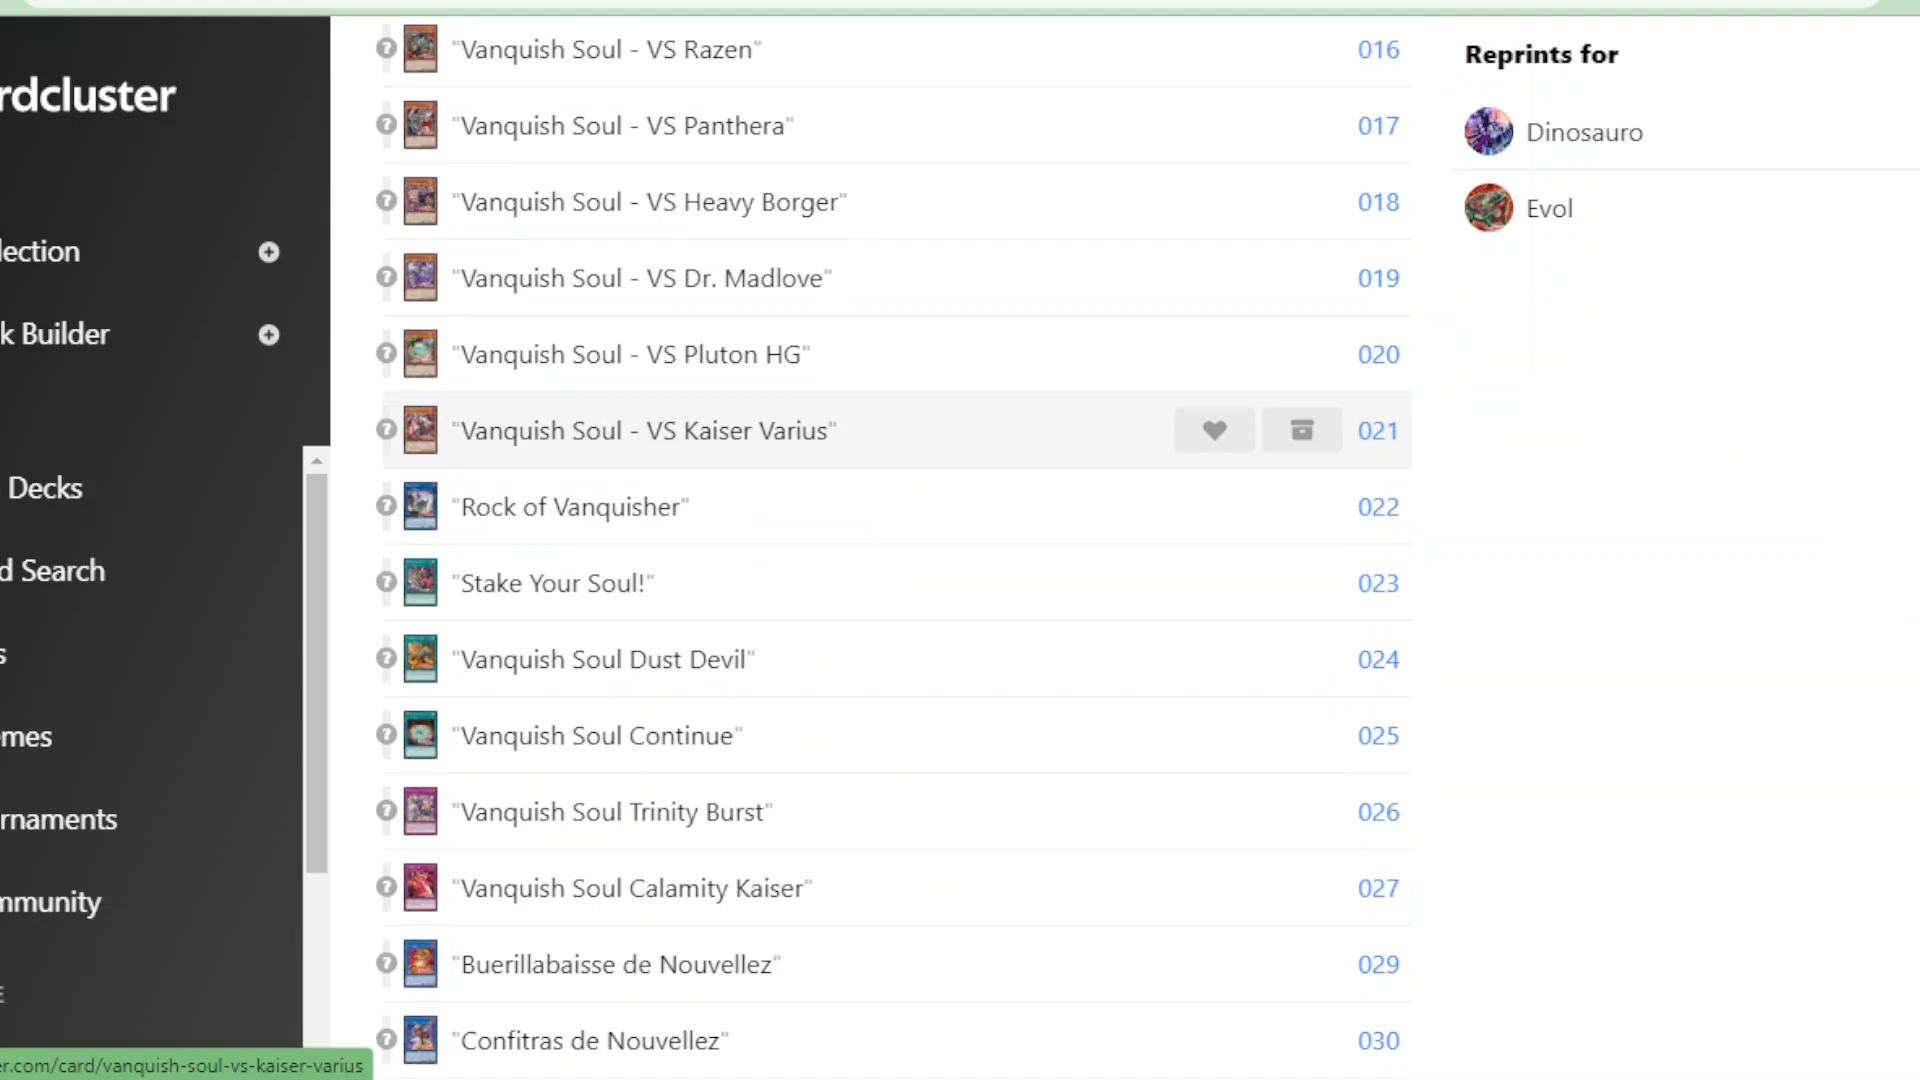 rdcluster
lection
k Builder
Decks
d Search
s
mes
rnaments
mmunity
E
er.com/card/vanquish-soul-vs-kaiser-varius
"Vanquish Soul - VS Razen" 016
"Vanquish Soul - VS Panthera" 017
"Vanquish Soul - VS Heavy Borger" 018
"Vanquish Soul - VS Dr. Madlove" 019
"Vanquish Soul - VS Pluton HG" 020
"Vanquish Soul - VS Kaiser Varius" 021
"Rock of Vanquisher" 022
"Stake Your Soul!" 023
"Vanquish Soul Dust Devil" 024
"Vanquish Soul Continue" 025
"Vanquish Soul Trinity Burst" 026
"Vanquish Soul Calamity Kaiser" 027
"Buerillabaisse de Nouvellez" 029
"Confitras de Nouvellez" 030
Reprints for
Dinosauro
Evol